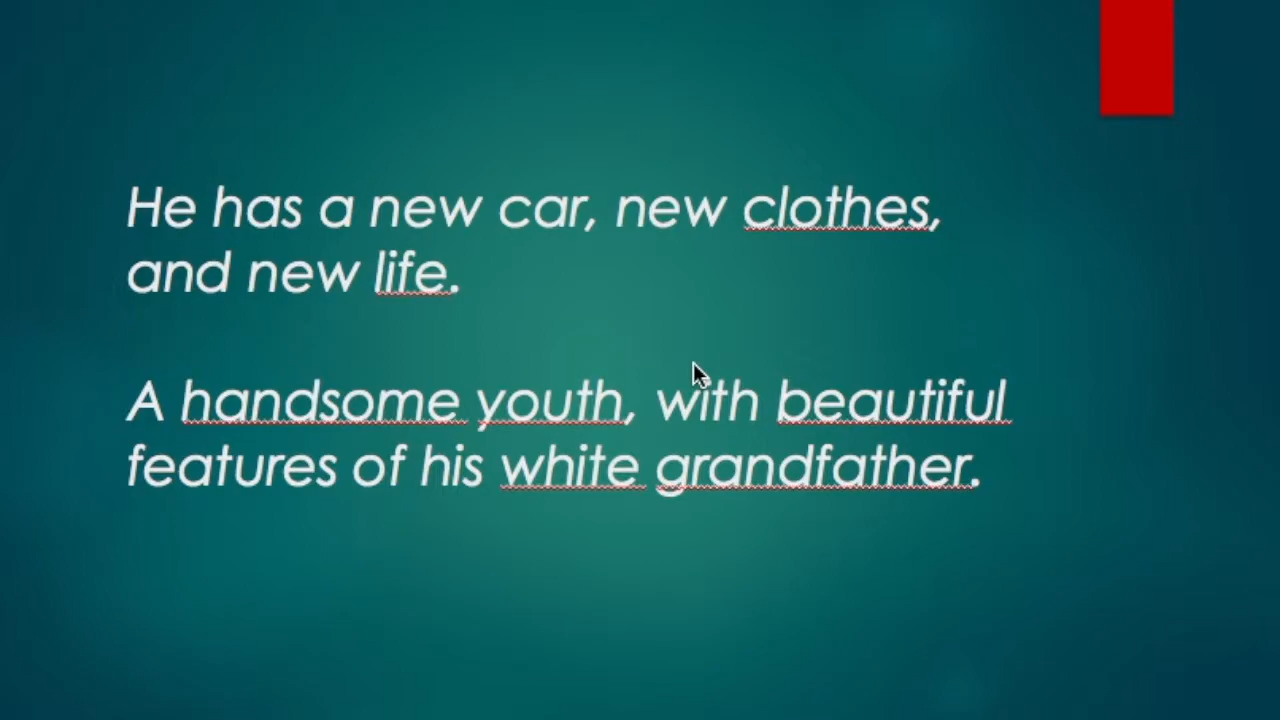 He has a new car, new clothes,
and new life.
A handsome youth, with beautiful
features of his white grandfather.